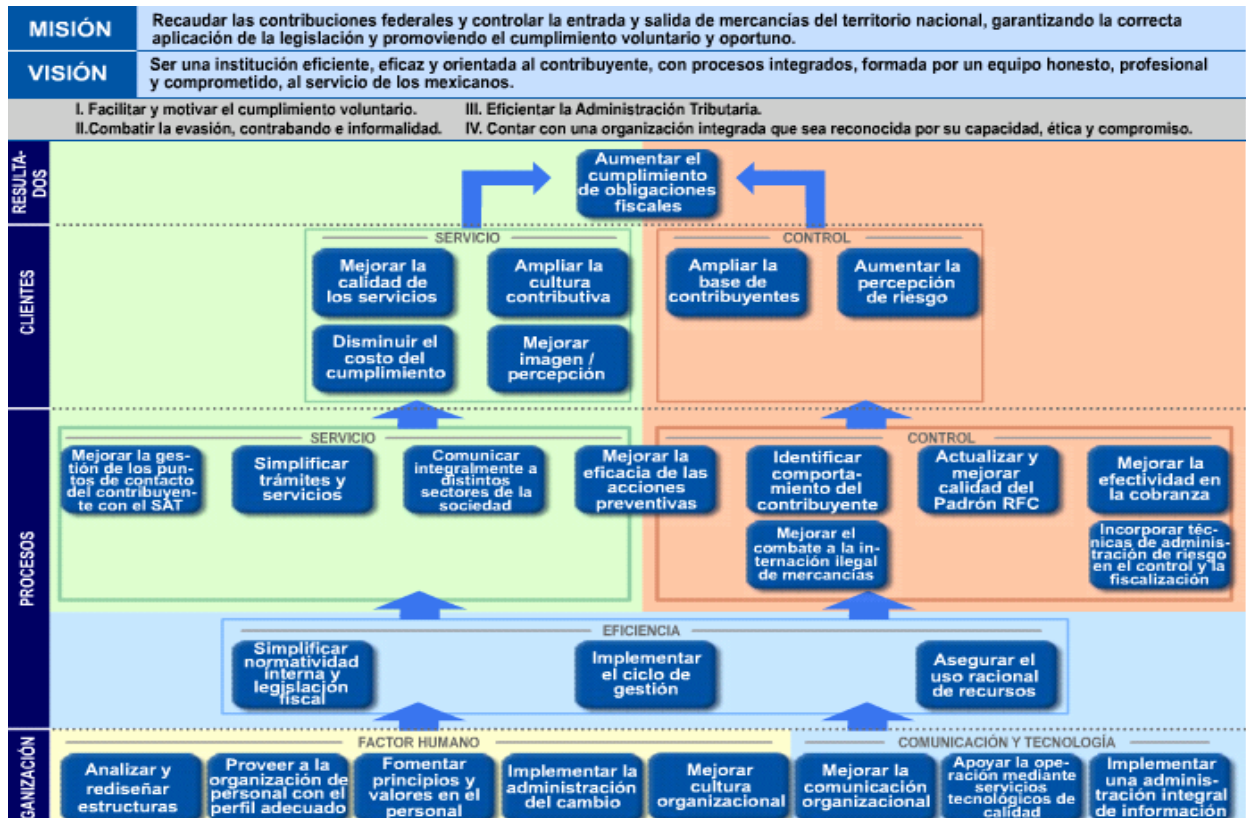 MISIÓN
Recaudar las contribuciones federales y controlar la entrada y salida de mercancías del territorio nacional, garantizando la correcta
aplicación de la legislación y promoviendo el cumplimiento voluntario y oportuno.
VISIÓN
Ser una institución eficiente, eficaz y orientada al contribuyente, con procesos integrados, formada por un equipo honesto, profesional
y comprometido, al servicio de los mexicanos.
I. Facilitar y motivar el cumplimiento voluntario.
III. Eficientar la Administración Tributaria.
II.Combatir la evasión, contrabando e informalidad.
IV. Contar con una organización integrada que sea reconocida por su capacidad, ética y compromiso.
RESULTA-
DOS
Aumentar el
cumplimiento
de obligaciones
fiscales
CLIENTES
SERVICIO
Mejorar la
calidad de
los servicios
Ampliar la
cultura
contributiva
Disminuir el
costo del
cumplimiento
Mejorar
imagen /
percepción
CONTROL
Ampliar la
base de
contribuyentes
Aumentar la
percepción
de riesgo
PROCESOS
SERVICIO
Mejorar la ges-
tión de los pun-
tos de contacto
del contribuyen-
te con el SAT
Simplificar
trámites y
servicios
Comunicar
integralmente a
distintos
sectores de la
sociedad
Mejorar la
eficacia de las
acciones
preventivas
CONTROL
Identificar
comporta-
miento del
contribuyente
Actualizar y
mejorar
calidad del
Padrón RFC
Mejorar la
efectividad en
la cobranza
Mejorar el
combate a la in-
ternación ilegal
de mercancías
Incorporar téc-
nicas de adminis-
tración de riesgo
en el control y la
fiscalización
EFICIENCIA
Simplificar
normatividad
interna y
legislación
fiscal
Implementar
el ciclo de
gestión
Asegurar el
uso racional
de recursos
GANIZACIÓN
FACTOR HUMANO
Analizar y
rediseñar
estructuras
Proveer a la
organización de
personal con el
perfil adecuado
Fomentar
principios y
valores en el
personal
Implementar la
administración
del cambio
Mejorar
cultura
organizacional
COMUNICACIÓN Y TECNOLOGÍA
Mejorar la
comunicación
organizacional
Apoyar la ope-
ración mediante
servicios
tecnológicos de
calidad
Implementar
una adminis-
tración integral
de información